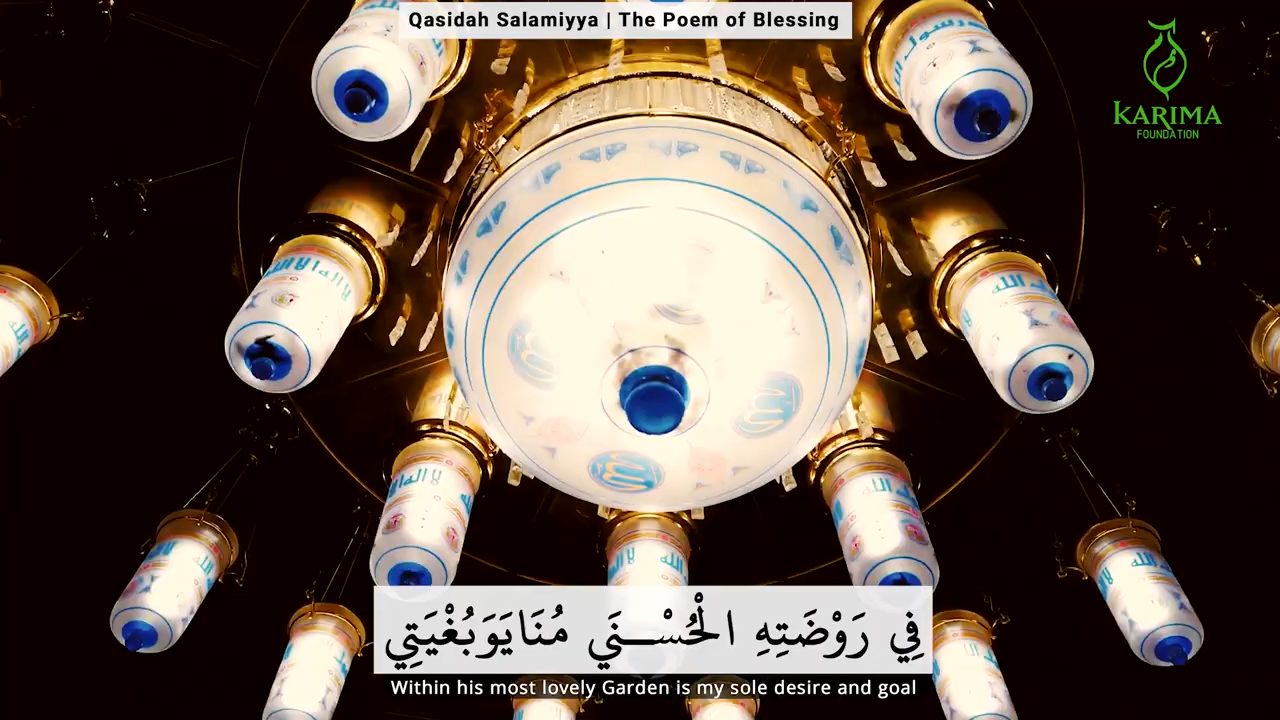 Qasidah Salamiyya | The Poem of Blessing
KARIMA
FOUNDATION
فِي رَوْضَتِهِ الْحُسْـــنَي مُنَايَوَبُغْيَتِي
Within his most lovely Garden is my sole desire and goal